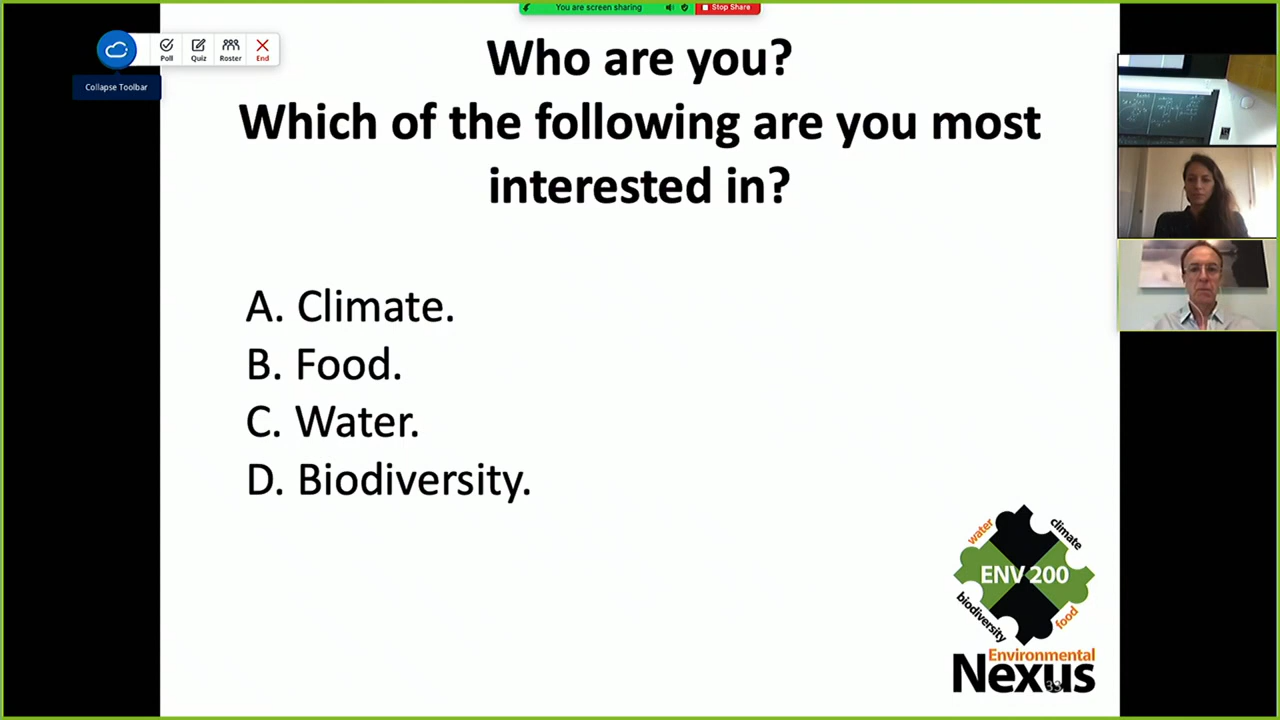 You are screen sharing
Stop Share
Poll
Quiz
Roster
End
Collapse Toolbar
Who are you?
Which of the following are you most
interested in?
A. Climate.
B. Food.
C. Water.
D. Biodiversity.
water
climate
ENV 200
biodiversity
food
Environmental
Nexus
33